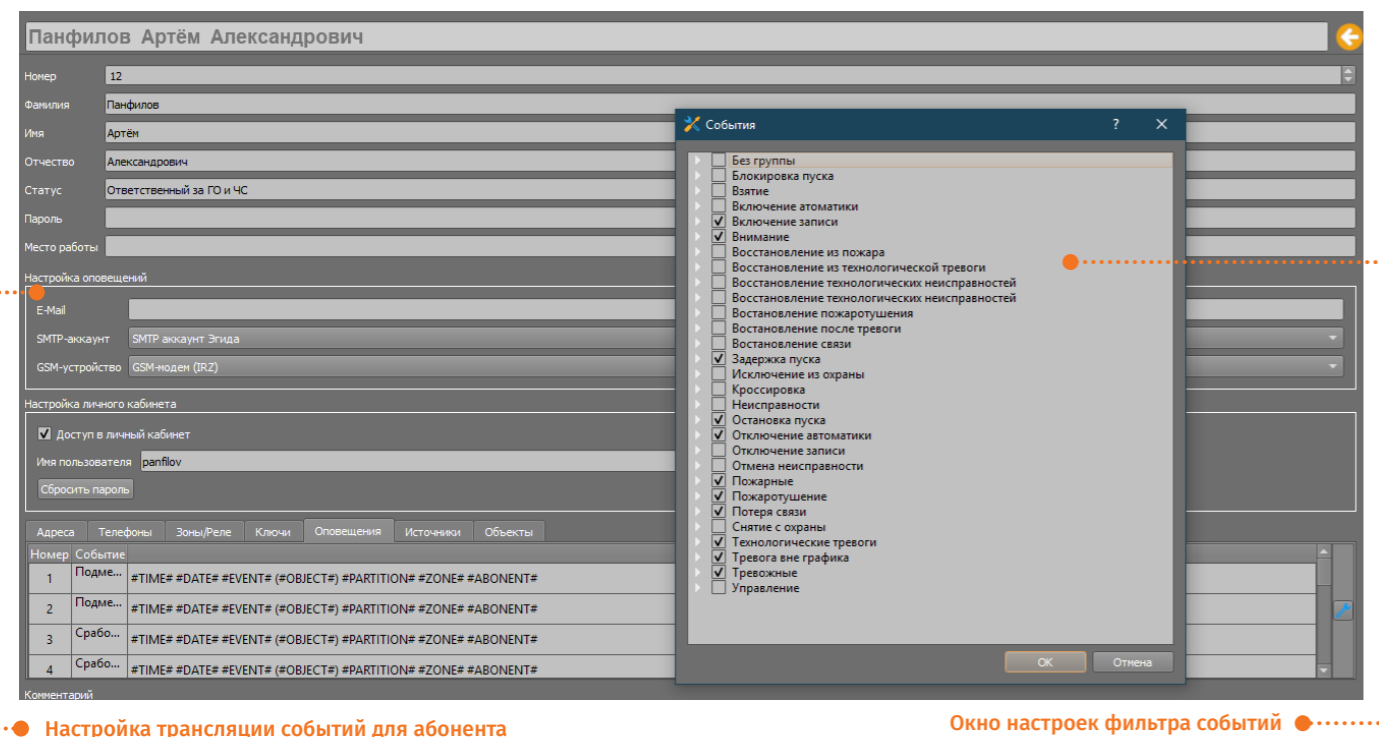 Панфилов Артём Александрович
Номер 12
Фамилия Панфилов
Имя Артём
Отчество Александрович
Статус Ответственный за ГО и ЧС
Пароль
Место работы
Настройка оповещений
E-Mail
SMTP-аккаунт SMTP аккаунт Эгида
GSM-устройство GSM-модем (IRZ)
Настройка личного кабинета
Доступ в личный кабинет
Имя пользователя panfilov
Сбросить пароль
Адреса Телефоны Зоны/Реле Ключи Оповещения Источники Объекты
Номер Событие
1 Подме... #TIME# #DATE# #EVENT# (#OBJECT#) #PARTITION# #ZONE# #ABONENT#
2 Подме... #TIME# #DATE# #EVENT# (#OBJECT#) #PARTITION# #ZONE# #ABONENT#
3 Срабо... #TIME# #DATE# #EVENT# (#OBJECT#) #PARTITION# #ZONE# #ABONENT#
4 Срабо... #TIME# #DATE# #EVENT# (#OBJECT#) #PARTITION# #ZONE# #ABONENT#
Комментарий
События ?
Без группы
Блокировка пуска
Взятие
Включение атоматики
Включение записи
Внимание
Восстановление из пожара
Восстановление из технологической тревоги
Восстановление технологических неисправностей
Восстановление технологических неисправностей
Востановление пожаротушения
Востановление после тревоги
Востановление связи
Задержка пуска
Исключение из охраны
Кроссировка
Неисправности
Остановка пуска
Отключение автоматики
Отключение записи
Отмена неисправности
Пожарные
Пожаротушение
Потеря связи
Снятие с охраны
Технологические тревоги
Тревога вне графика
Тревожные
Управление
OK Отмена
Настройка трансляции событий для абонента
Окно настроек фильтра событий